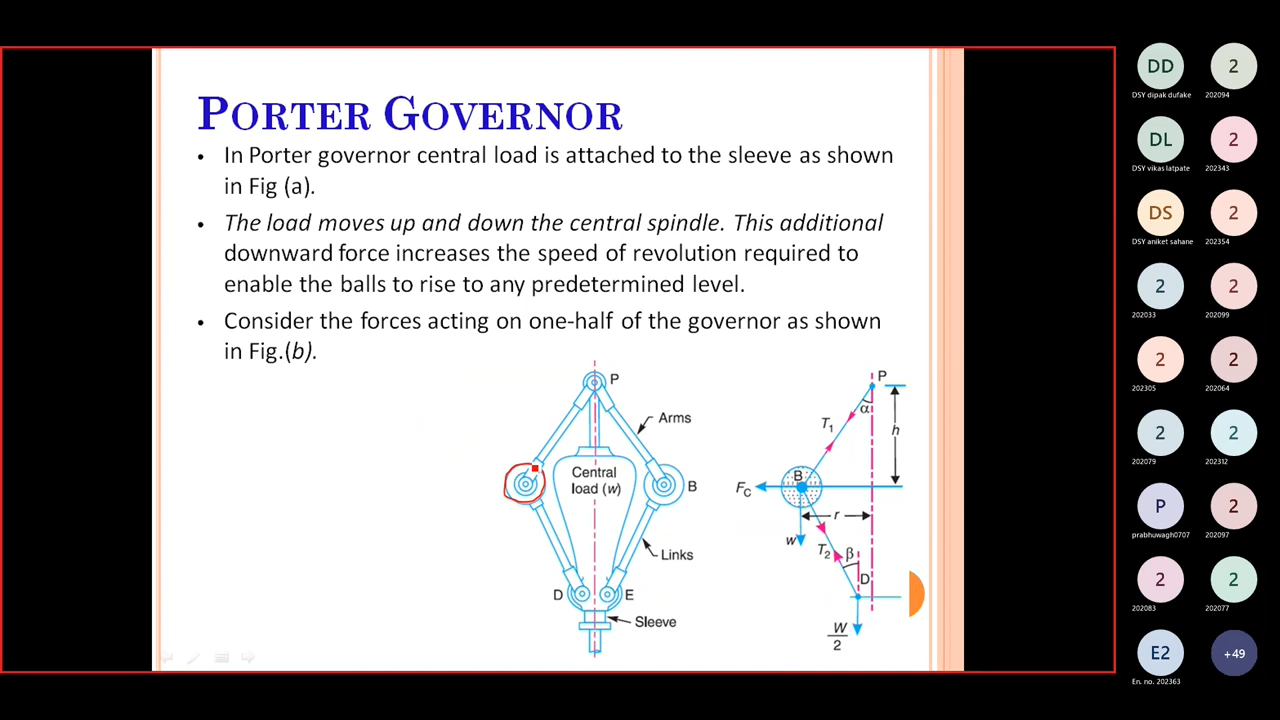 PORTER GOVERNOR
• In Porter governor central load is attached to the sleeve as shown
in Fig (a).
• The load moves up and down the central spindle. This additional
downward force increases the speed of revolution required to
enable the balls to rise to any predetermined level.
• Consider the forces acting on one-half of the governor as shown
in Fig.(b).
P
Arms
Central
load (w)
B
Links
D
E
Sleeve
P
α
T1
h
B
FC
r
w
T2
β
D
W
2
DD
DSY dipak dufake
2
202094
DL
DSY vikas latpate
2
202343
DS
DSY aniket sahane
2
202354
2
202033
2
202099
2
202305
2
202064
2
202079
2
202312
P
prabhuwagh0707
2
202097
2
202083
2
202077
E2
En. no. 202363
+49